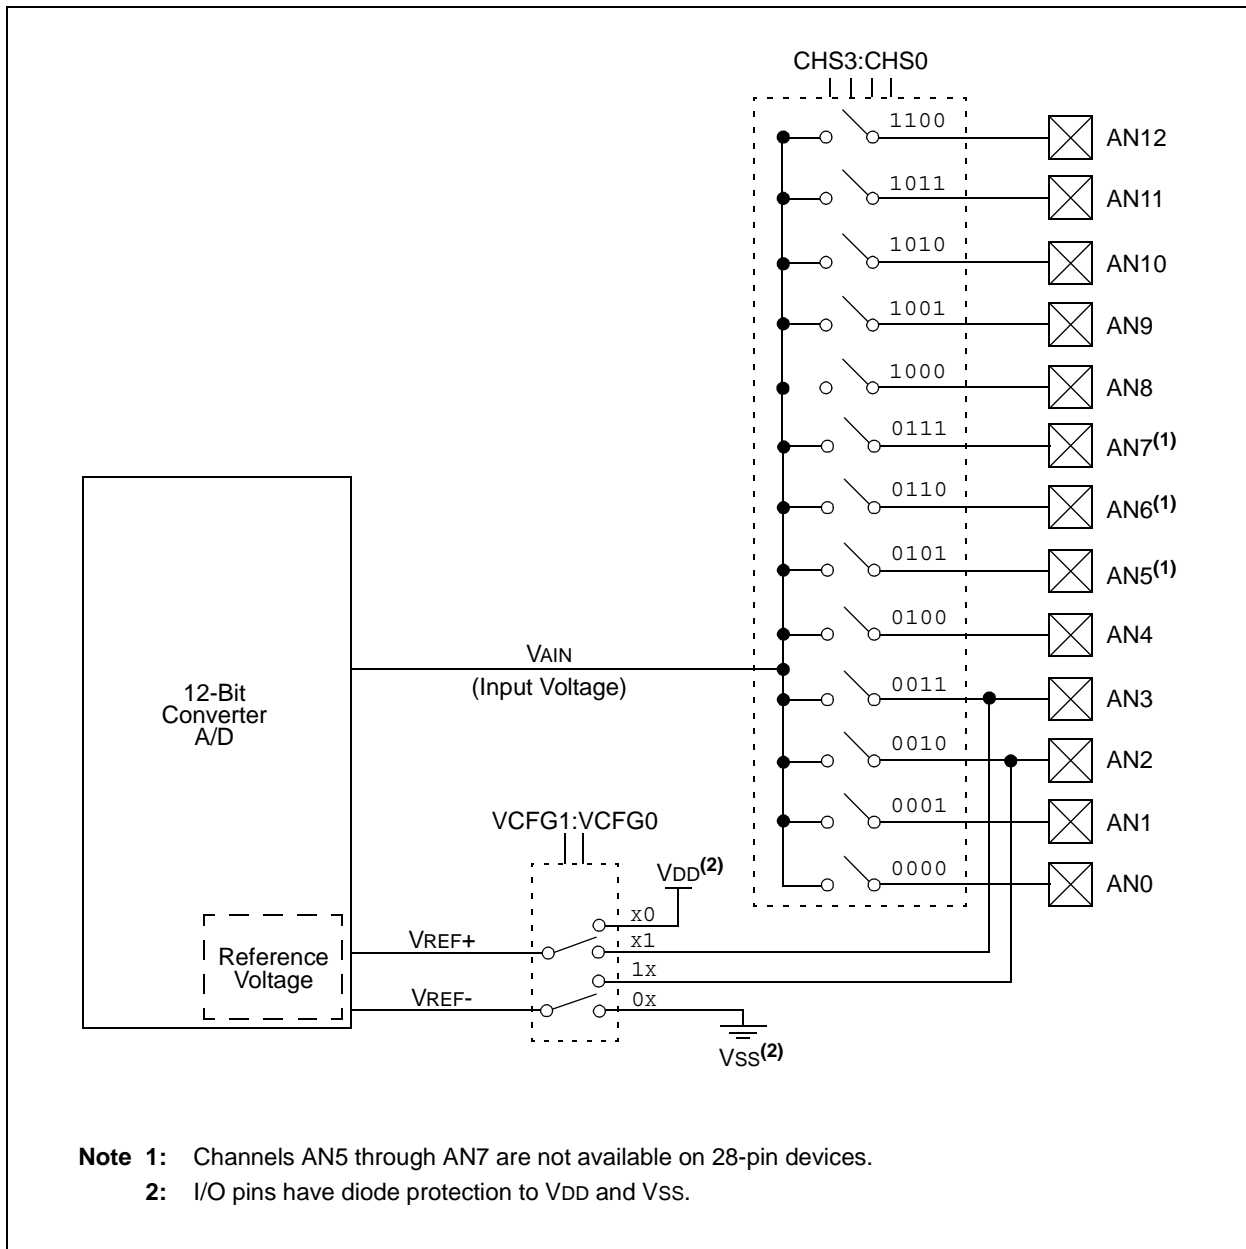 CHS3:CHS0
1100 AN12
1011 AN11
1010 AN10
1001 AN9
1000 AN8
0111 AN7(1)
0110 AN6(1)
0101 AN5(1)
0100 AN4
VAIN
(Input Voltage)
0011 AN3
0010 AN2
0001 AN1
0000 AN0
12-Bit
Converter
A/D
VCFG1:VCFG0
VDD(2)
x0
x1
1x
0x
VREF+
VREF-
Reference
Voltage
VSS(2)
Note 1: Channels AN5 through AN7 are not available on 28-pin devices.
2: I/O pins have diode protection to VDD and VSS.